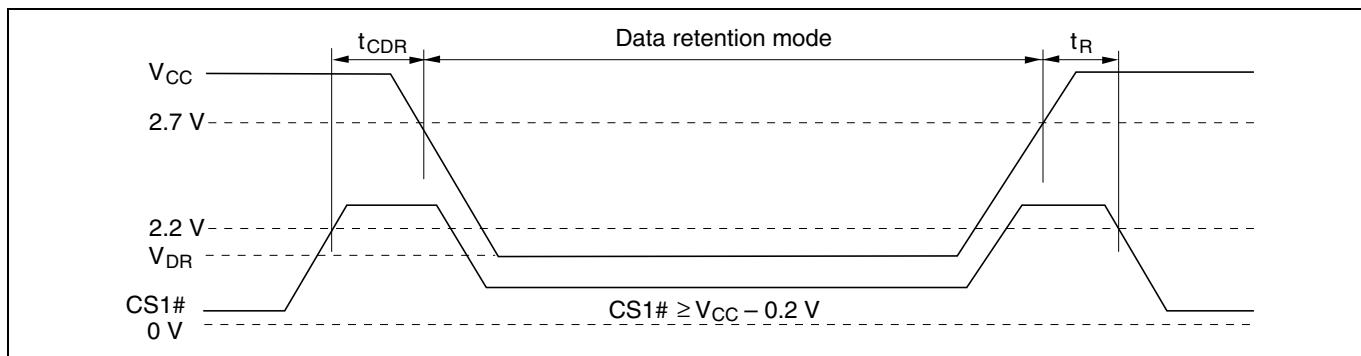 tCDR
Data retention mode
tR
VCC
2.7 V
2.2 V
VDR
CS1#
CS1# ≥ VCC – 0.2 V
0 V